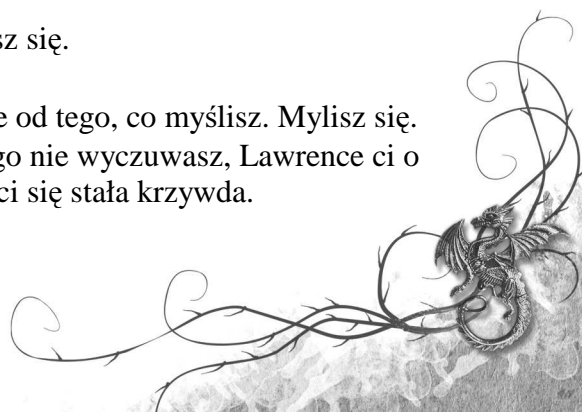 sz się.
e od tego, co myślisz. Mylisz się.
go nie wyczuwasz, Lawrence ci o
ci się stała krzywda.